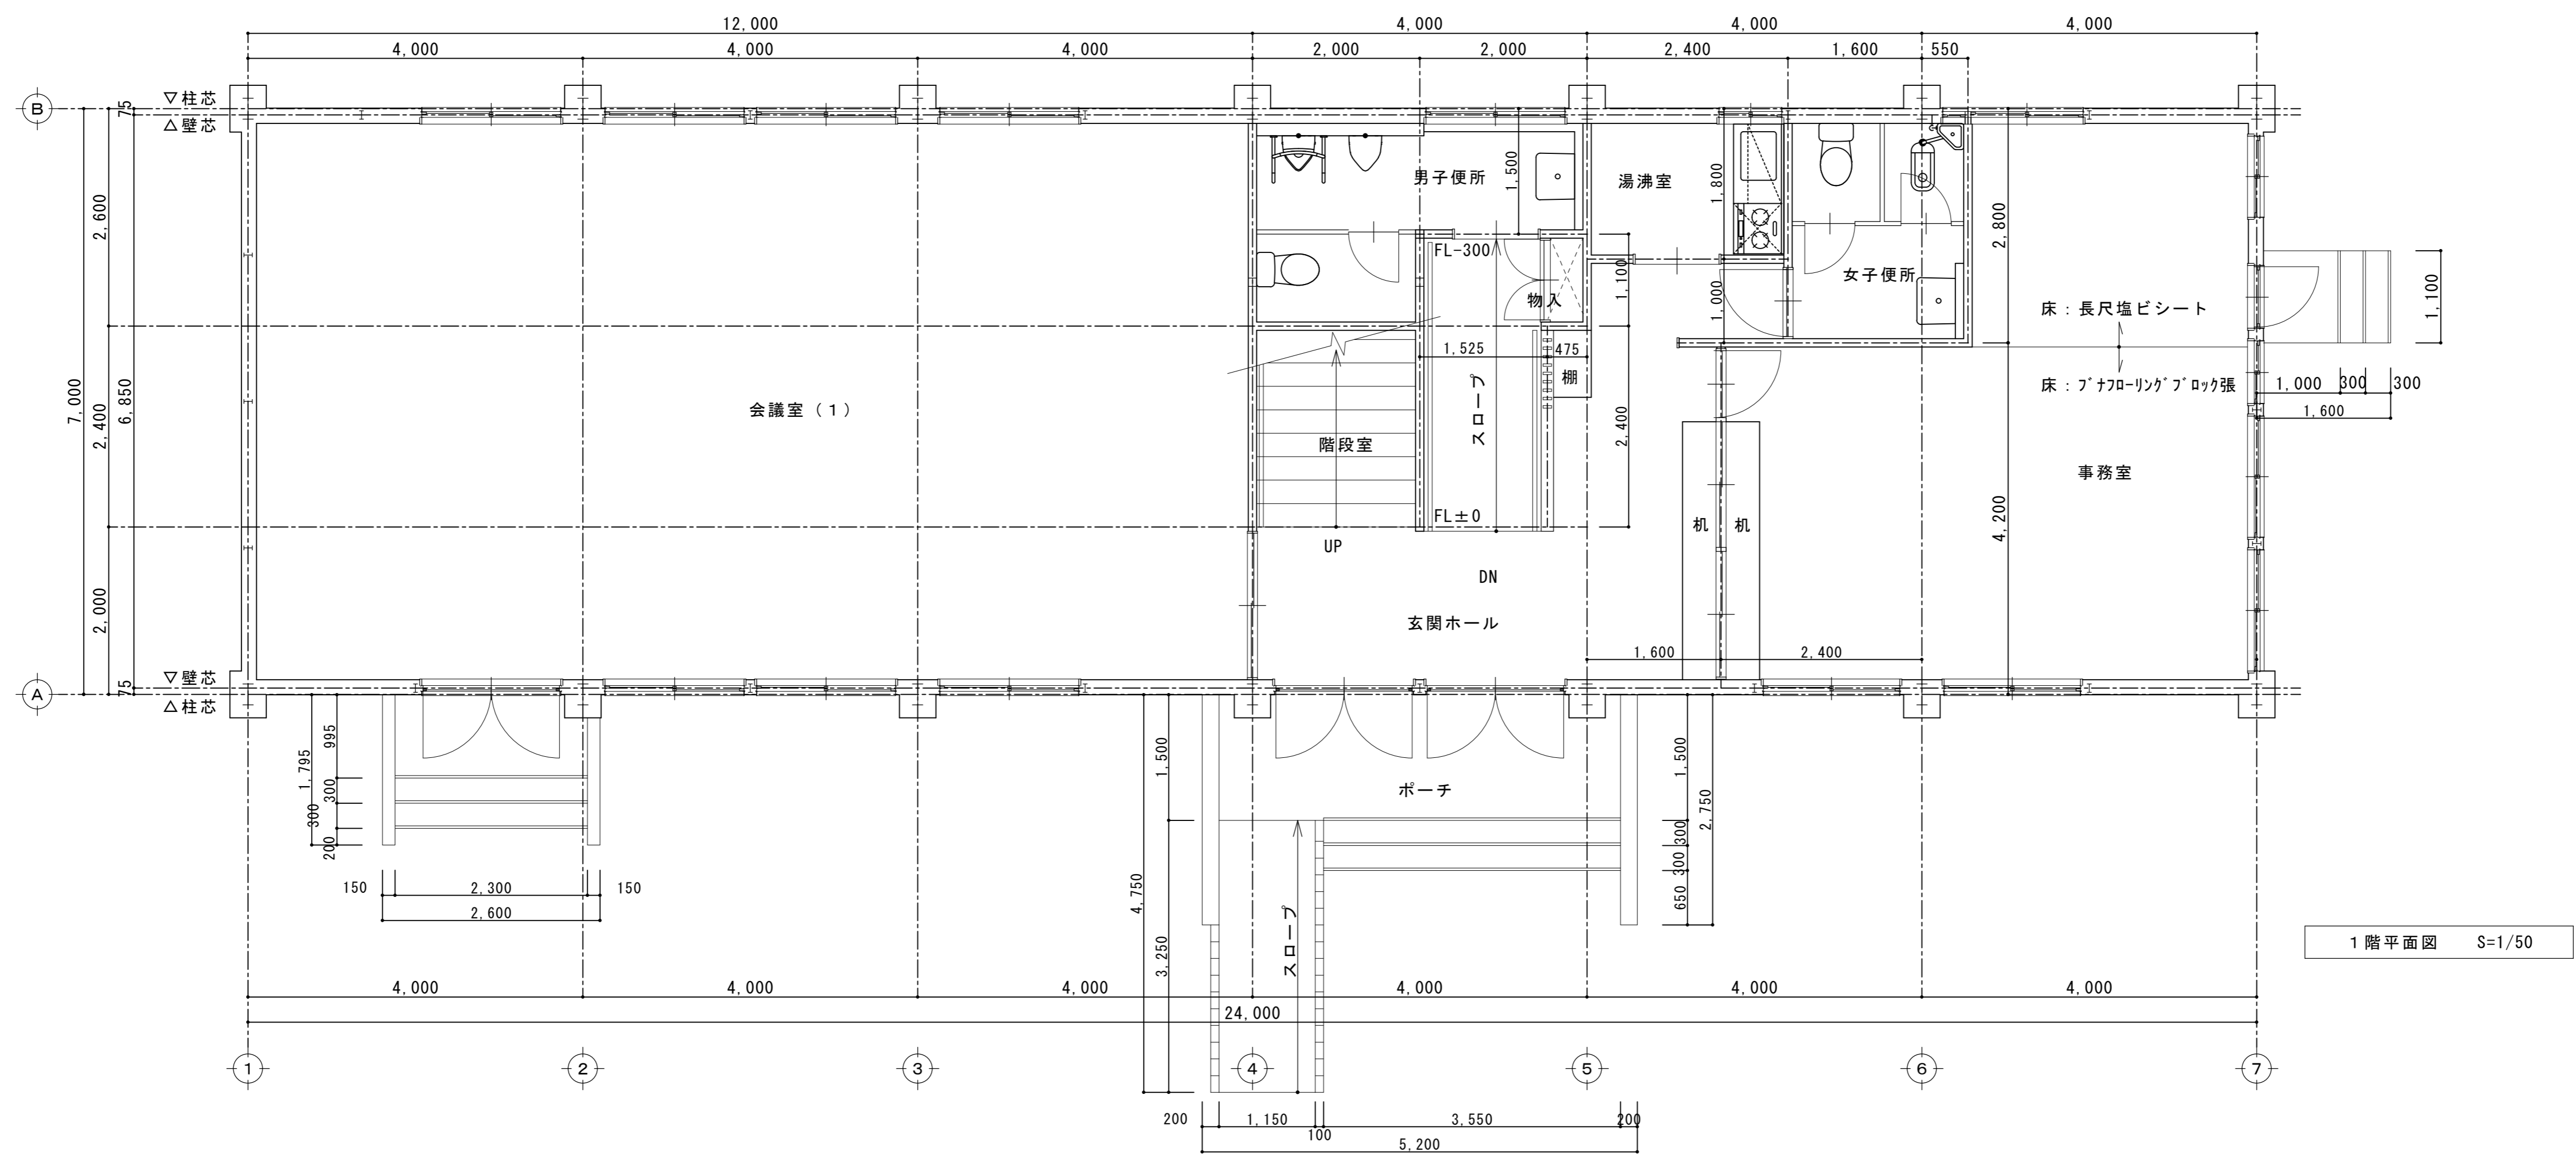 12,000
4,000
4,000
4,000
4,000
4,000
4,000
2,000
2,000
2,400
1,600
550
B
▽柱芯
△壁芯
75
7,000
2,600
2,400
2,000
6,850
75
▽壁芯
△柱芯
A
会議室(1)
男子便所
1,500
湯沸室
1,800
女子便所
1,000
2,800
FL-300
物入
1,100
1,525
475
棚
スロープ
2,400
階段室
FL±0
UP
DN
玄関ホール
机
机
1,600
2,400
4,200
床:長尺塩ビシート
床:ブナフローリングブロック張
事務室
1,100
1,000
300
300
1,600
995
1,795
300
300
200
150
2,300
150
2,600
1,500
4,750
3,250
ポーチ
スロープ
1,500
2,750
300
300
650
1階平面図 S=1/50
4,000
4,000
4,000
4,000
4,000
4,000
24,000
1
2
3
4
5
6
7
200
1,150
100
3,550
200
5,200